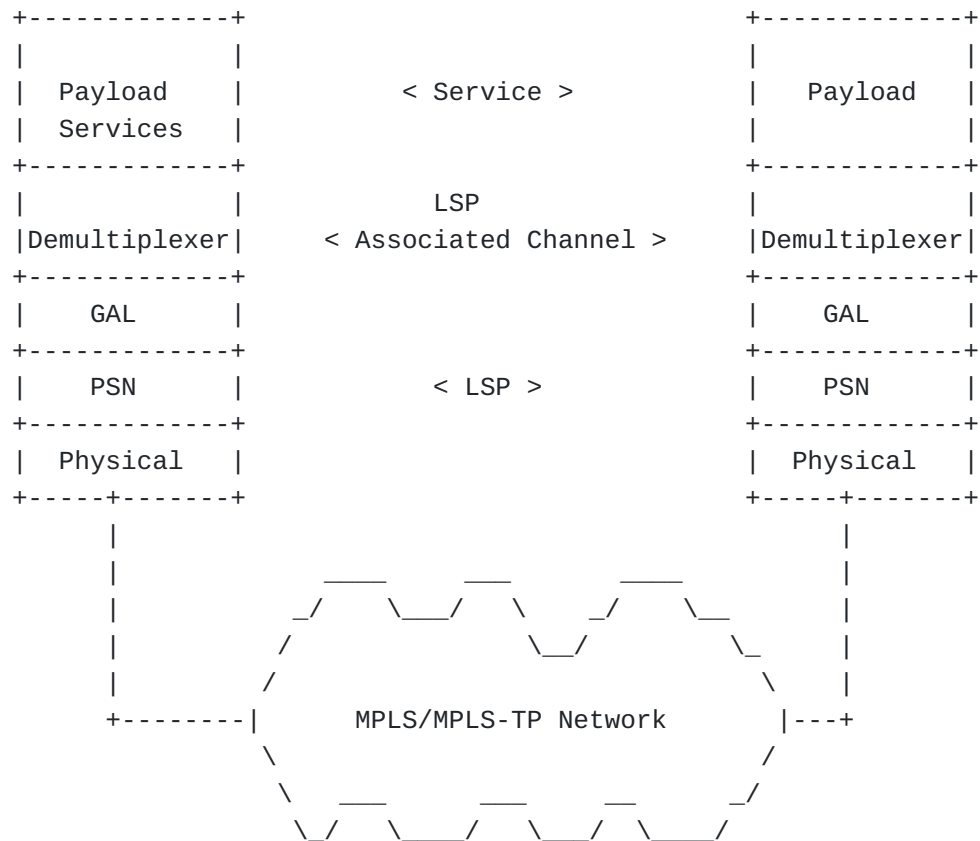 Payload < Service > Payload
Services
LSP
Demultiplexer < Associated Channel > Demultiplexer
GAL GAL
PSN < LSP > PSN
Physical Physical
MPLS/MPLS-TP Network